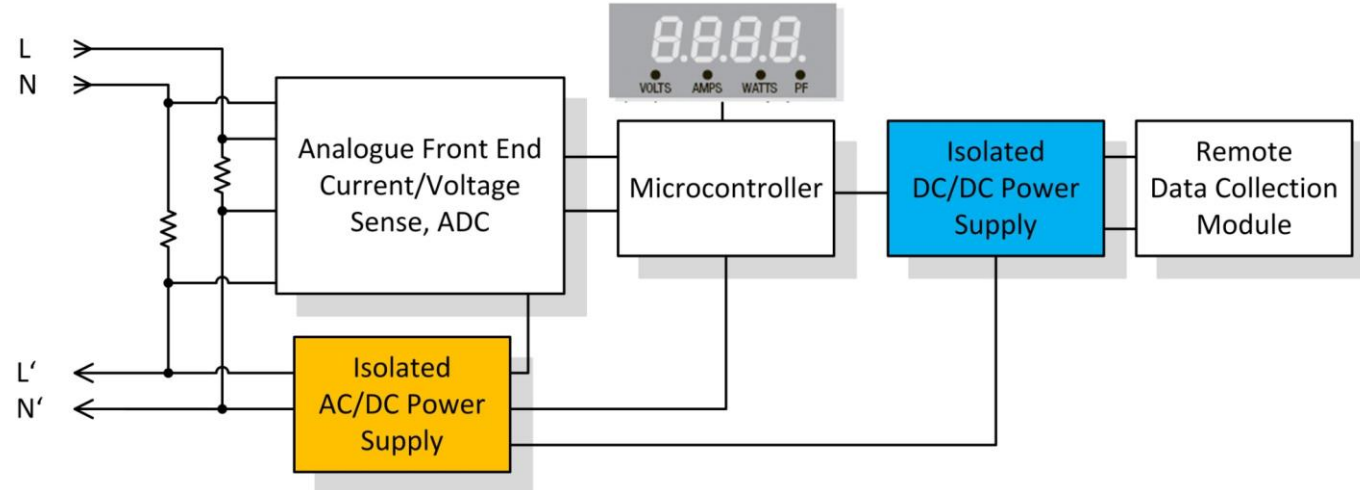 L
N
8.8.8.8.
VOLTS AMPS WATTS PF
Analogue Front End
Current/Voltage
Sense, ADC
Microcontroller
Isolated
DC/DC Power
Supply
Remote
Data Collection
Module
L‘
N‘
Isolated
AC/DC Power
Supply